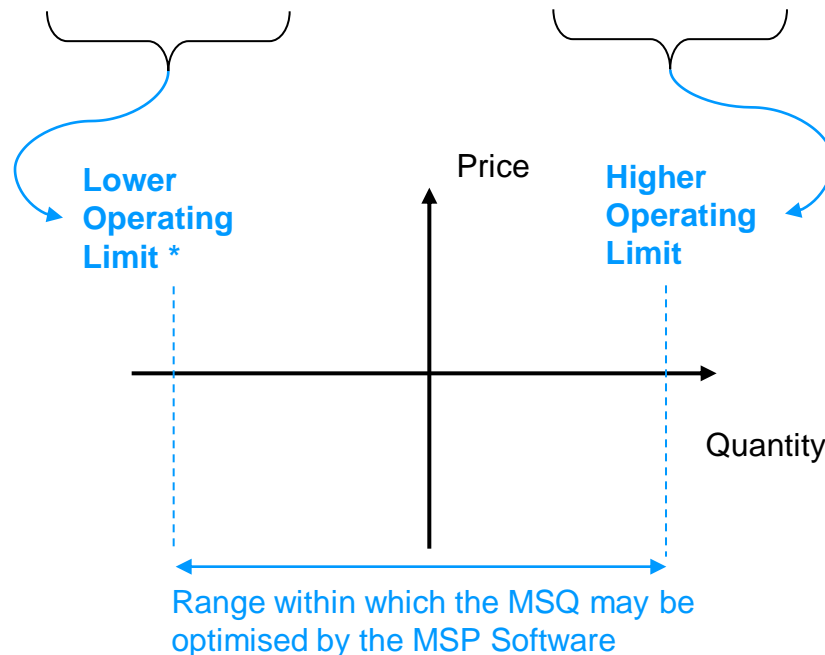 Price
Lower
Operating
Limit *
Higher
Operating
Limit
Quantity
Range within which the MSQ may be
optimised by the MSP Software